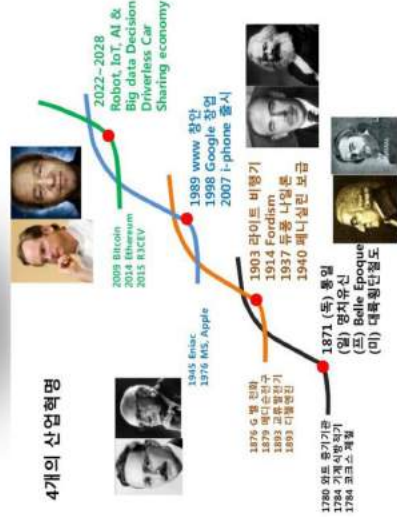 4개의 산업혁명
2009 Bitcoin
2014 Ethereum
2015 R3CEV
2022~2028
Robot, IoT, AI &
Big data Decision
Driverless Car
Sharing economy
1945 Eniac
1976 MS, Apple
1989 www 창안
1998 Google 창업
2007 i-phone 출시
1876 G 벨 전화
1879 에디슨전구
1893 교류발전기
1893 디젤엔진
1903 라이트 비행기
1914 Fordism
1937 듀퐁 나일론
1940 페니실린 보급
1780 와트 증기기관
1784 기계식방적기
1784 코크스 제철
1871 (독) 통일
(일) 명치유신
(프) Belle Epoque
(미) 대륙횡단철도